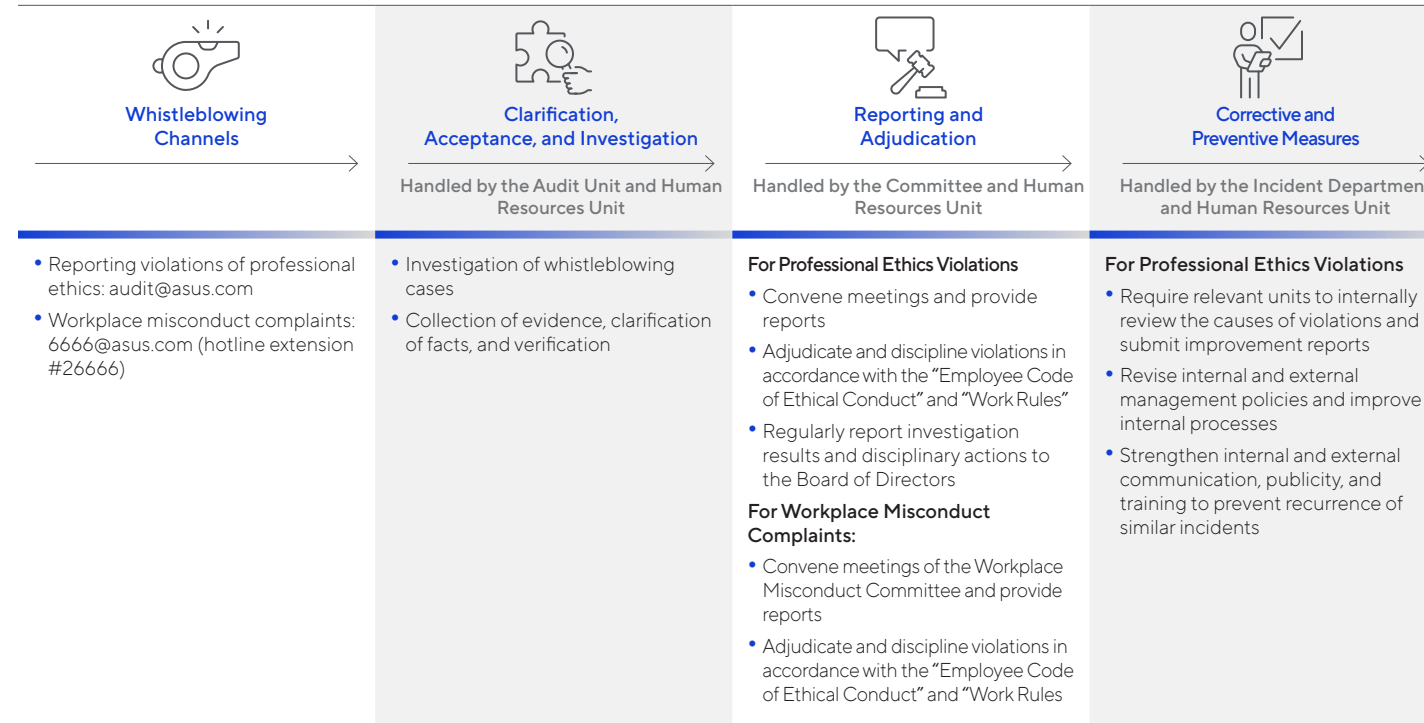 Whistleblowing
Channels
Clarification,
Acceptance, and Investigation
Handled by the Audit Unit and Human
Resources Unit
Reporting and
Adjudication
Handled by the Committee and Human
Resources Unit
Corrective and
Preventive Measures
Handled by the Incident Departmen
and Human Resources Unit
• Reporting violations of professional
ethics: audit@asus.com
• Workplace misconduct complaints:
6666@asus.com (hotline extension
#26666)
• Investigation of whistleblowing
cases
• Collection of evidence, clarification
of facts, and verification
For Professional Ethics Violations
• Convene meetings and provide
reports
• Adjudicate and discipline violations in
accordance with the "Employee Code
of Ethical Conduct" and "Work Rules"
• Regularly report investigation
results and disciplinary actions to
the Board of Directors
For Workplace Misconduct
Complaints:
• Convene meetings of the Workplace
Misconduct Committee and provide
reports
• Adjudicate and discipline violations in
accordance with the "Employee Code
of Ethical Conduct" and "Work Rules
For Professional Ethics Violations
• Require relevant units to internally
review the causes of violations and
submit improvement reports
• Revise internal and external
management policies and improve
internal processes
• Strengthen internal and external
communication, publicity, and
training to prevent recurrence of
similar incidents